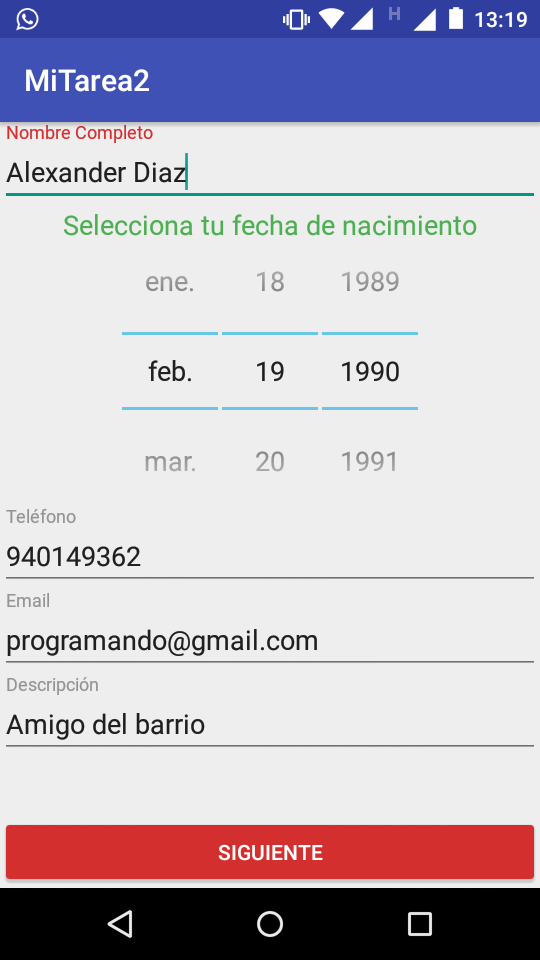 H 13:19
MiTarea2
Nombre Completo
Alexander Diaz
Selecciona tu fecha de nacimiento
ene. 18 1989
feb. 19 1990
mar. 20 1991
Teléfono
940149362
Email
programando@gmail.com
Descripción
Amigo del barrio
SIGUIENTE